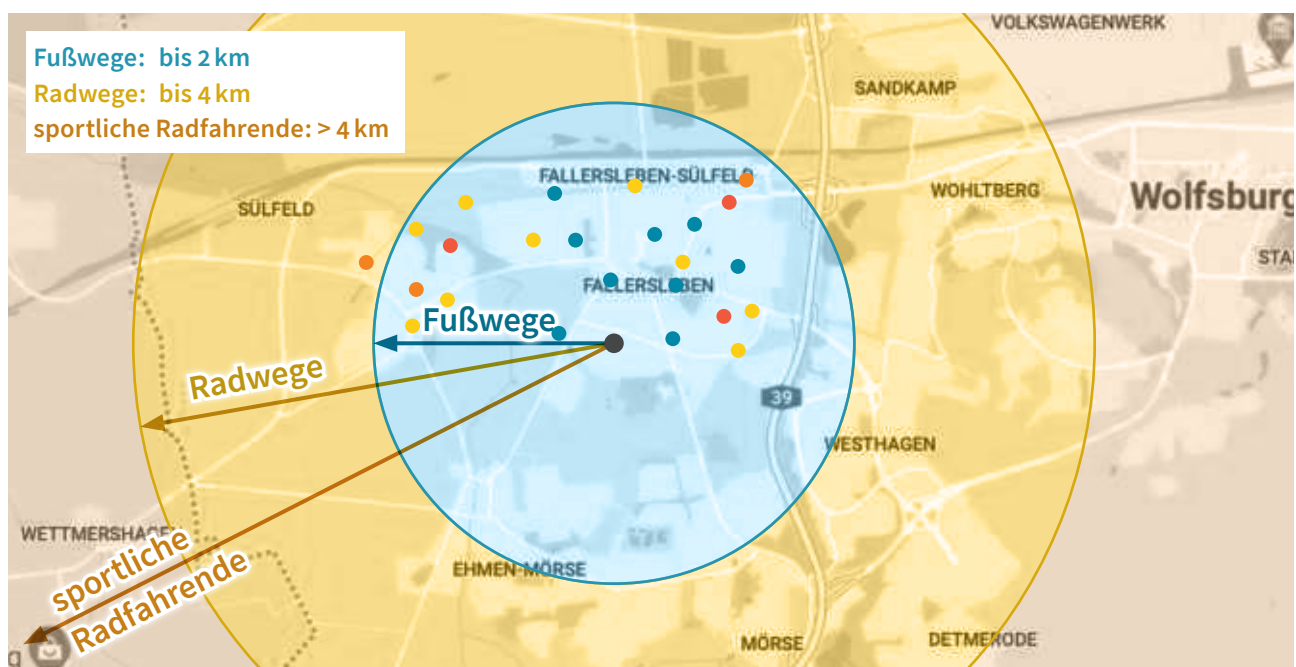 VOLKSWAGENWERK
Fußwege: bis 2 km
Radwege: bis 4 km
sportliche Radfahrende: > 4 km
SANDKAMP
FALLERSLEBEN-SÜLFELD
WOHLTBERG
Wolfsburg
SÜLFELD
STA
FALLERSLEBEN
Fußwege
Radwege
39
WESTHAGEN
WETTMERSHAGEN
sportliche
Radfahrende
EHMEN-MÖRSE
MÖRSE
DETMERODE
g